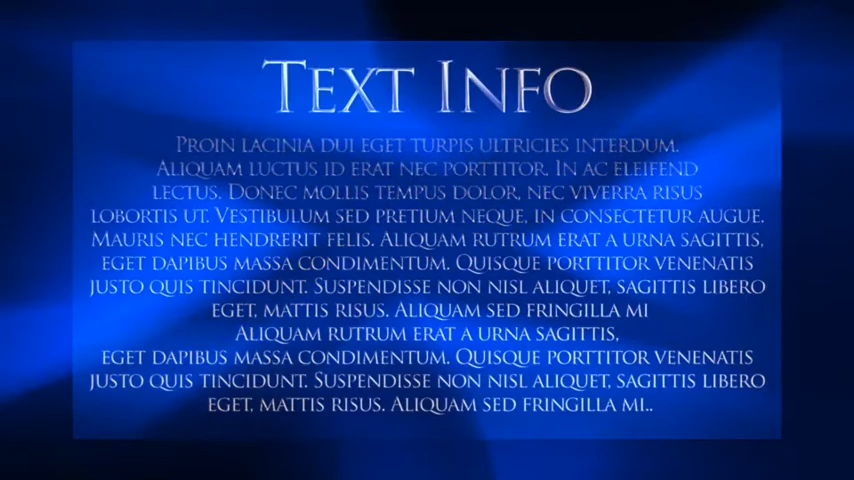 Text Info
Proin lacinia dui eget turpis ultricies interdum.
Aliquam luctus id erat nec porttitor. In ac eleifend
lectus. Donec mollis tempus dolor, nec viverra risus
lobortis ut. Vestibulum sed pretium neque, in consectetur augue.
Mauris nec hendrerit felis. Aliquam rutrum erat a urna sagittis,
eget dapibus massa condimentum. Quisque porttitor venenatis
justo quis tincidunt. Suspendisse non nisl aliquet, sagittis libero
eget, mattis risus. Aliquam sed fringilla mi
Aliquam rutrum erat a urna sagittis,
eget dapibus massa condimentum. Quisque porttitor venenatis
justo quis tincidunt. Suspendisse non nisl aliquet, sagittis libero
eget, mattis risus. Aliquam sed fringilla mi..